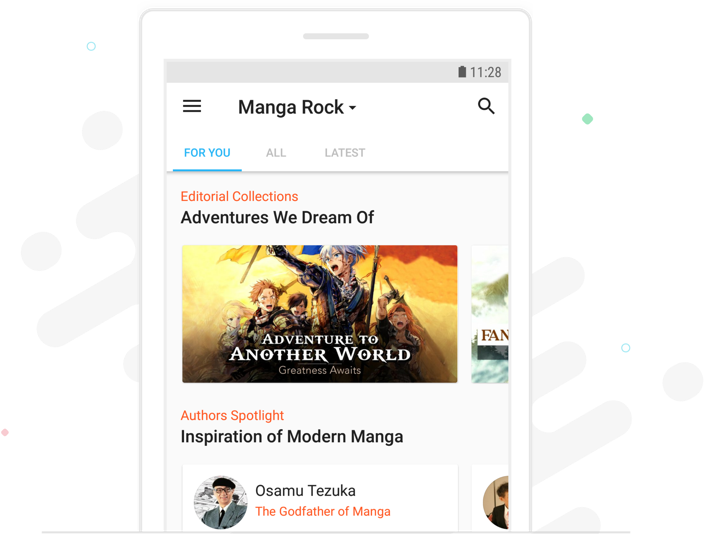 11:28
Manga Rock
FOR YOU ALL LATEST
Editorial Collections
Adventures We Dream Of
ADVENTURE TO
ANOTHER WORLD
Greatness Awaits
FAN
Authors Spotlight
Inspiration of Modern Manga
Osamu Tezuka
The Godfather of Manga